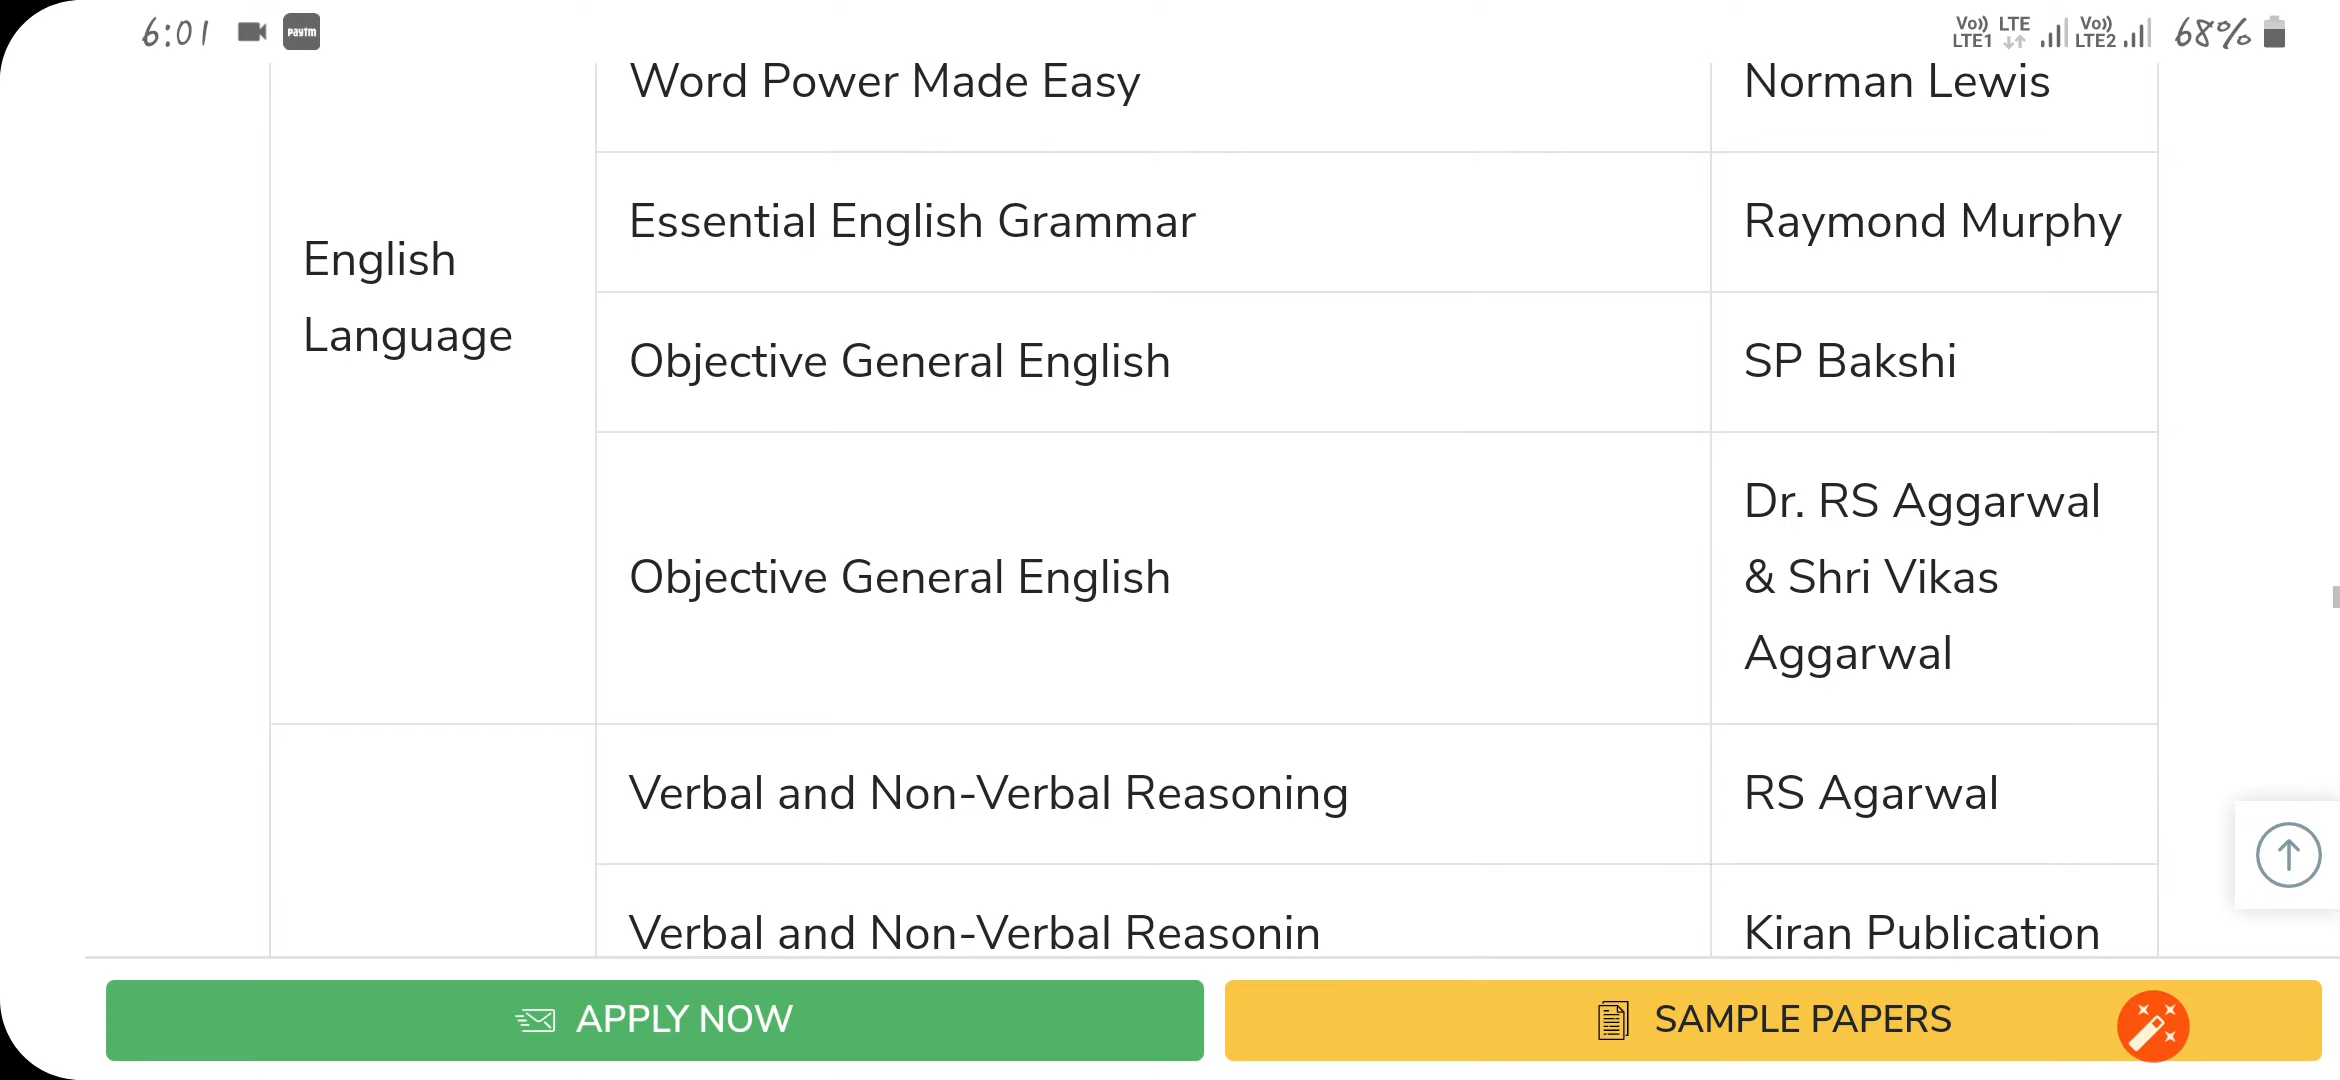 6:01 paytm Vo)) LTE1 LTE Vo)) LTE2 68%
Word Power Made Easy Norman Lewis
Essential English Grammar Raymond Murphy
English
Language
Objective General English SP Bakshi
Objective General English Dr. RS Aggarwal
& Shri Vikas
Aggarwal
Verbal and Non-Verbal Reasoning RS Agarwal
Verbal and Non-Verbal Reasonin Kiran Publication
APPLY NOW SAMPLE PAPERS